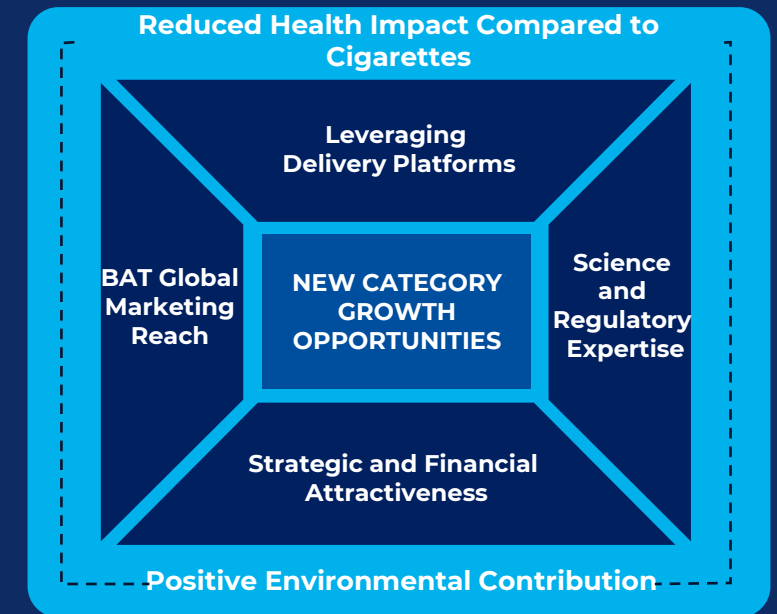 Reduced Health Impact Compared to
Cigarettes
Leveraging
Delivery Platforms
BAT Global
Marketing
Reach
NEW CATEGORY
GROWTH
OPPORTUNITIES
Science
and
Regulatory
Expertise
Strategic and Financial
Attractiveness
Positive Environmental Contribution